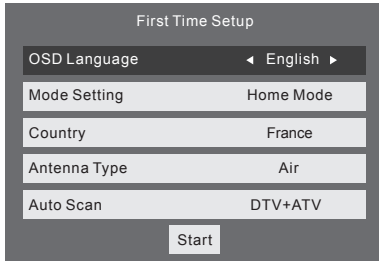 First Time Setup
OSD Language English
Mode Setting Home Mode
Country France
Antenna Type Air
Auto Scan DTV+ATV
Start